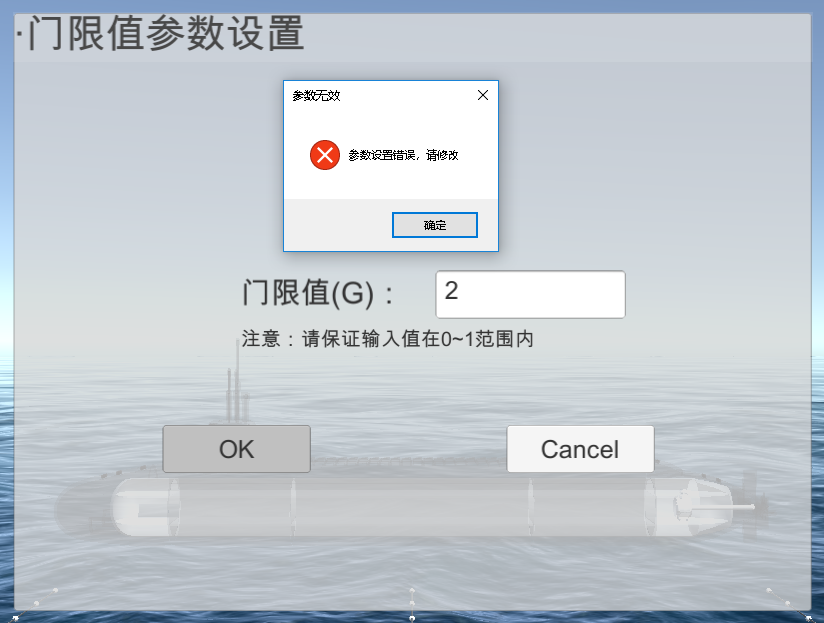 ·门限值参数设置
参数无效
参数设置错误，请修改
确定
门限值(G)：
2
注意：请保证输入值在0~1范围内
OK
Cancel